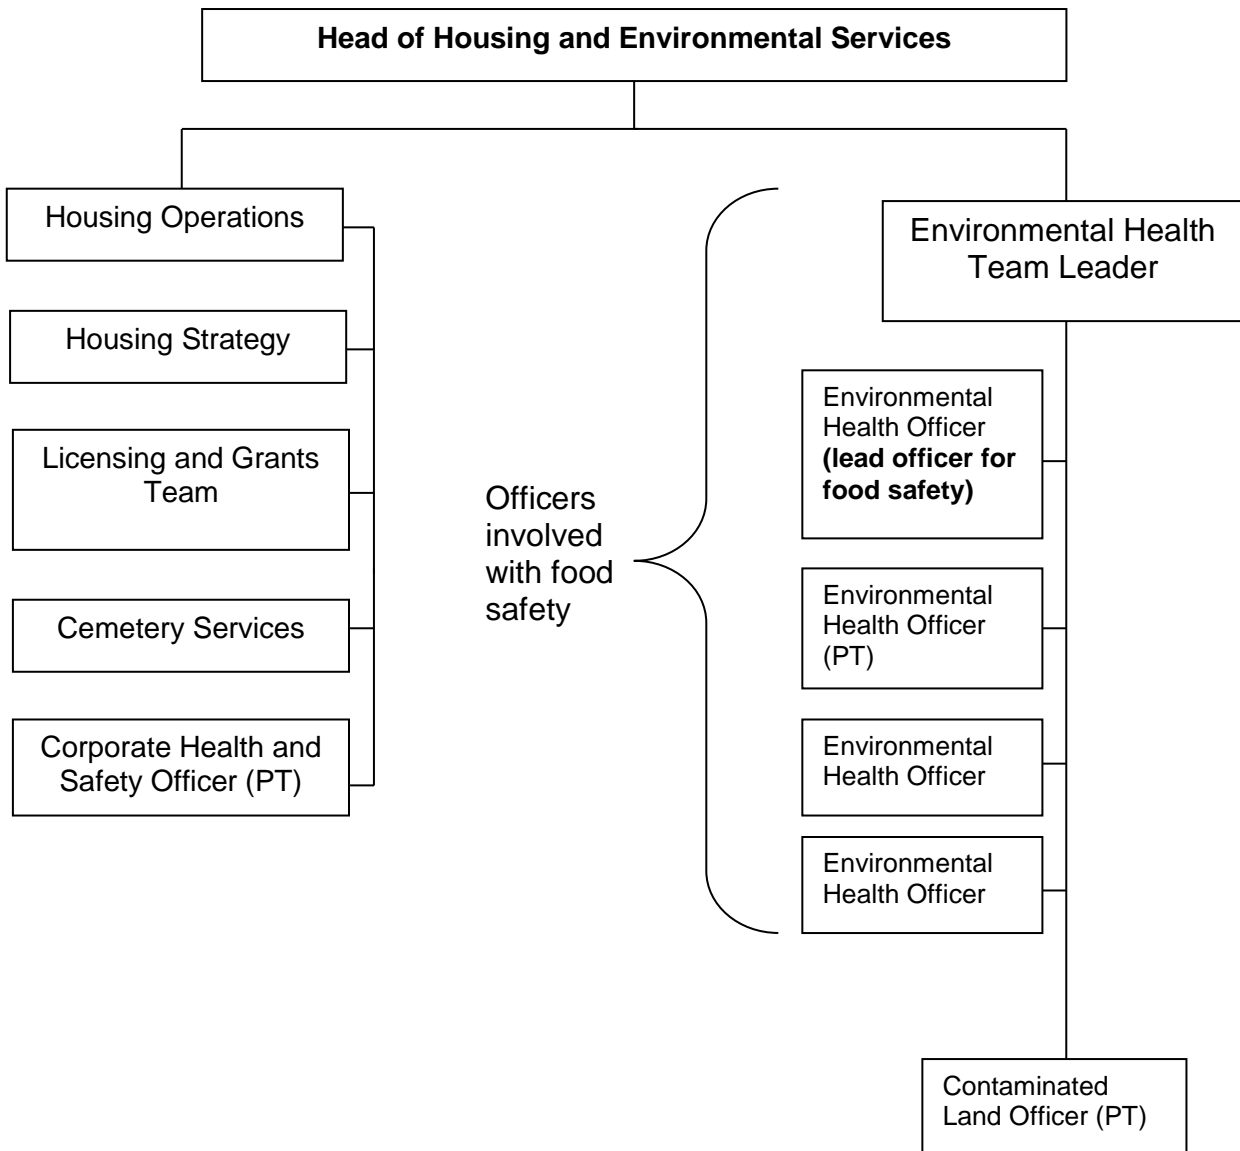 Head of Housing and Environmental Services
Housing Operations
Housing Strategy
Licensing and Grants
Team
Cemetery Services
Corporate Health and
Safety Officer (PT)
Officers
involved
with food
safety
Environmental Health
Team Leader
Environmental
Health Officer
(lead officer for
food safety)
Environmental
Health Officer
(PT)
Environmental
Health Officer
Environmental
Health Officer
Contaminated
Land Officer (PT)